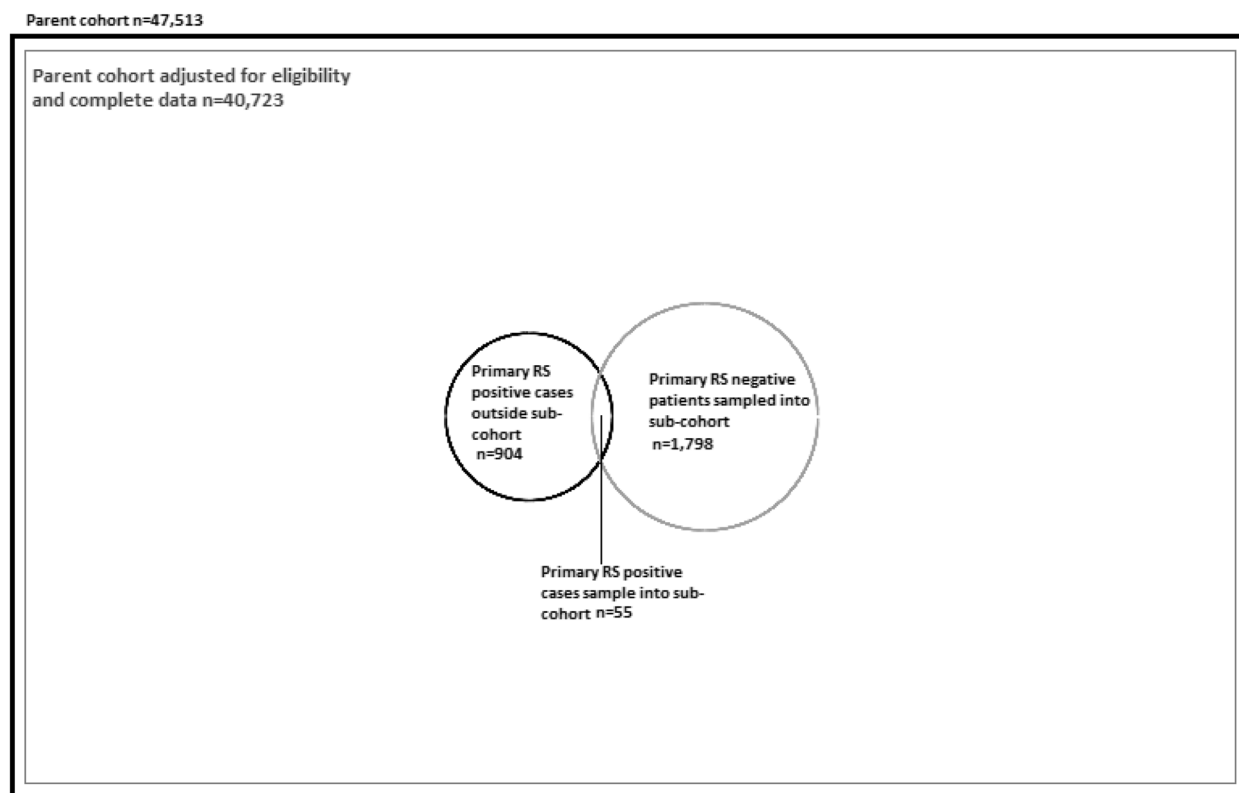 Parent cohort n=47,513
Parent cohort adjusted for eligibility
and complete data n=40,723
Primary RS
positive cases
outside sub-
cohort
n=904
Primary RS negative
patients sampled into
sub-cohort
n=1,798
Primary RS positive
cases sample into sub-
cohort n=55